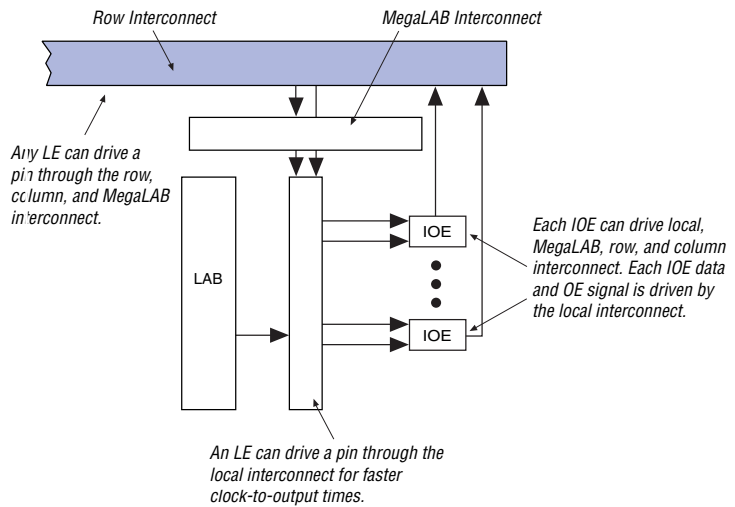 Row Interconnect
MegaLAB Interconnect
Any LE can drive a
pin through the row,
column, and MegaLAB
interconnect.
LAB
IOE
IOE
Each IOE can drive local,
MegaLAB, row, and column
interconnect. Each IOE data
and OE signal is driven by
the local interconnect.
An LE can drive a pin through the
local interconnect for faster
clock-to-output times.